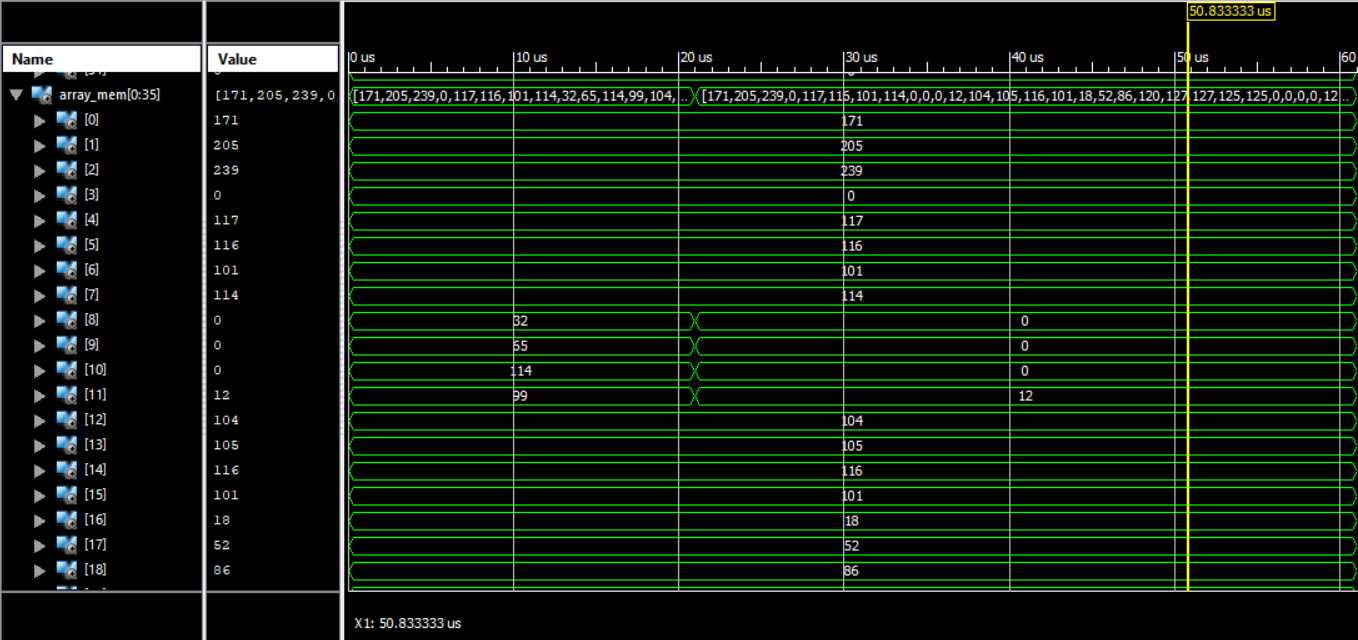 50.833333 us
Name Value 0 us 10 us 20 us 30 us 40 us 50 us 60
array_mem[0:35] [171,205,239,0 [171,205,239,0,117,116,101,114,32,65,114,99,104,... [171,205,239,0,117,116,101,114,0,0,0,12,104,105,116,101,18,52,86,120,127,127,125,125,0,0,0,0,12...
[0] 171 171
[1] 205 205
[2] 239 239
[3] 0 0
[4] 117 117
[5] 116 116
[6] 101 101
[7] 114 114
[8] 0 32 0
[9] 0 65 0
[10] 0 114 0
[11] 12 99 12
[12] 104 104
[13] 105 105
[14] 116 116
[15] 101 101
[16] 18 18
[17] 52 52
[18] 86 86
X1: 50.833333 us